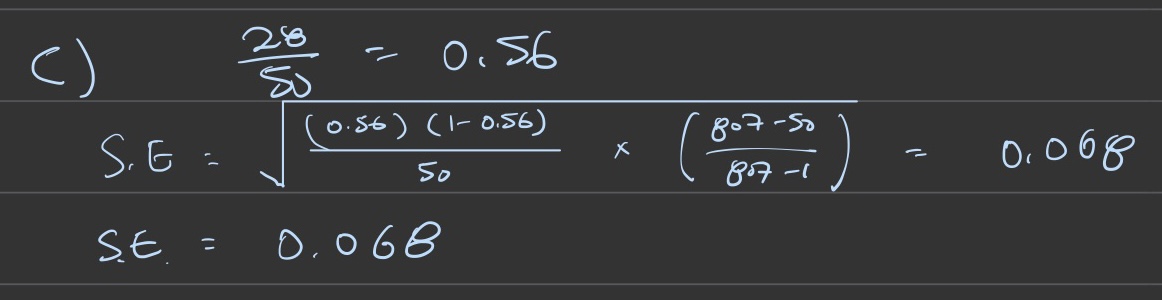 c) 28/50 = 0.56
S.E = √((0.56)(1-0.56)/50 × (807-50/807-1)) = 0.068
S.E. = 0.068